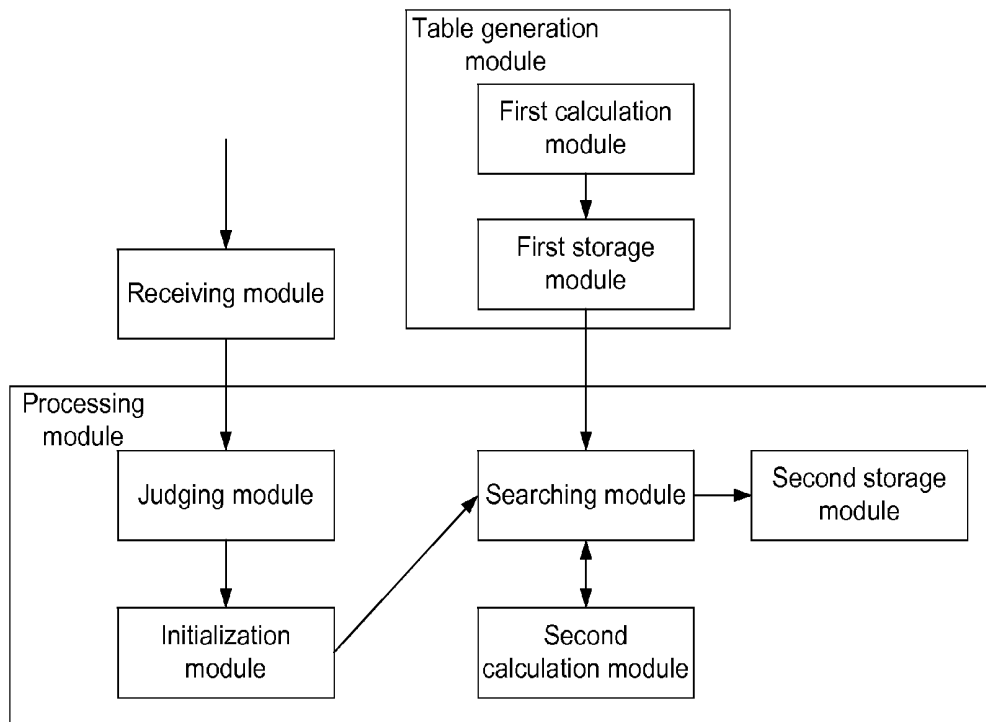 Table generation
module
First calculation
module
First storage
module
Receiving module
Processing
module
Judging module
Searching module
Second storage
module
Initialization
module
Second
calculation module